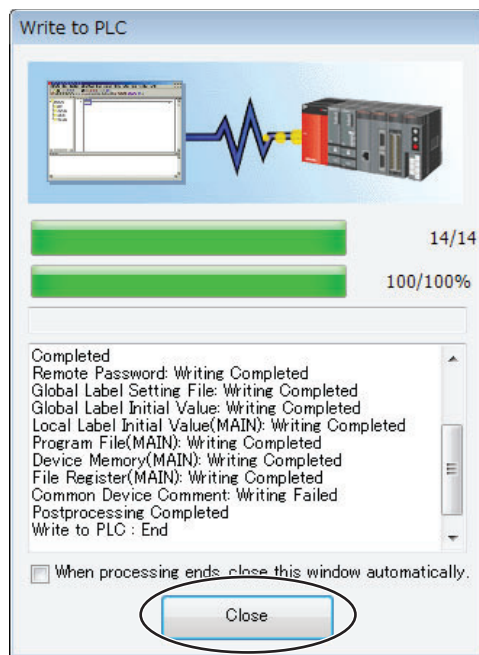 Write to PLC
14/14
100/100%
Completed
Remote Password: Writing Completed
Global Label Setting File: Writing Completed
Global Label Initial Value: Writing Completed
Local Label Initial Value(MAIN): Writing Completed
Program File(MAIN): Writing Completed
Device Memory(MAIN): Writing Completed
File Register(MAIN): Writing Completed
Common Device Comment: Writing Failed
Postprocessing Completed
Write to PLC : End
When processing ends, close this window automatically.
Close